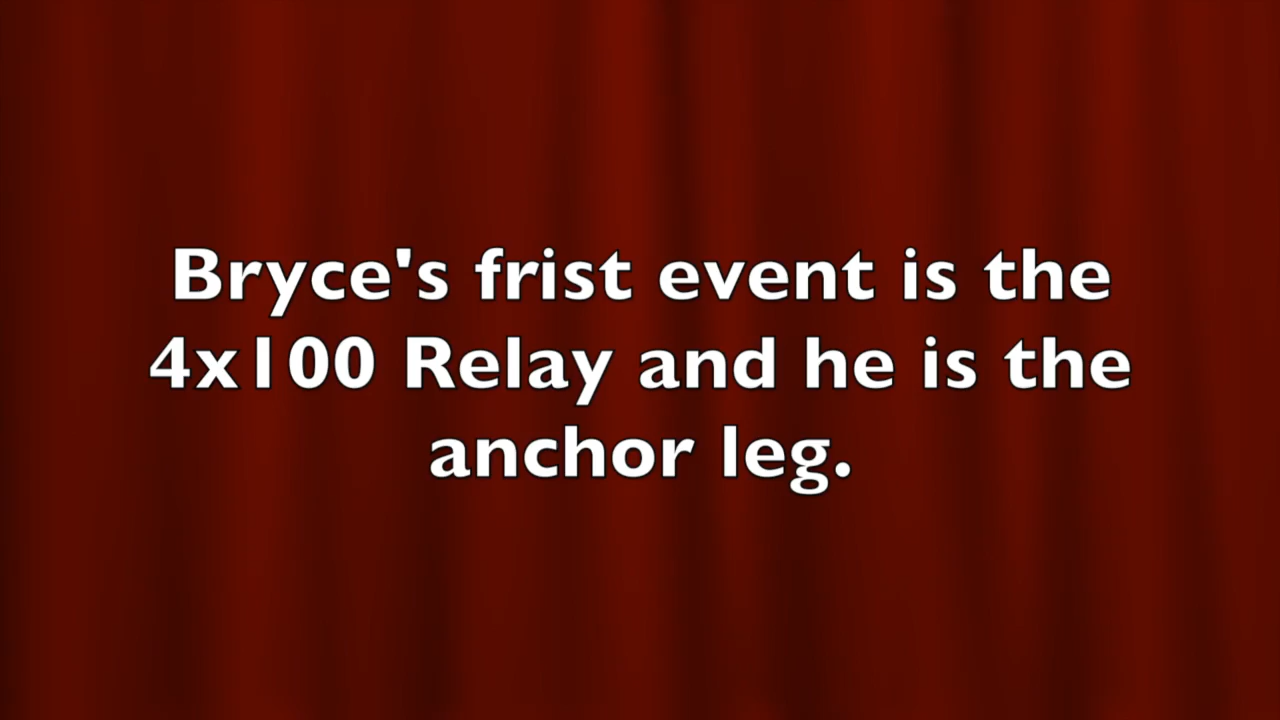 Bryce's frist event is the
4x100 Relay and he is the
anchor leg.